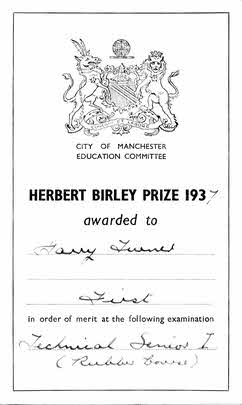 CITY OF MANCHESTER
EDUCATION COMMITTEE
HERBERT BIRLEY PRIZE 1937
awarded to
Harry Turner
First
in order of merit at the following examination
Technical Senior I
(Rubber Course)